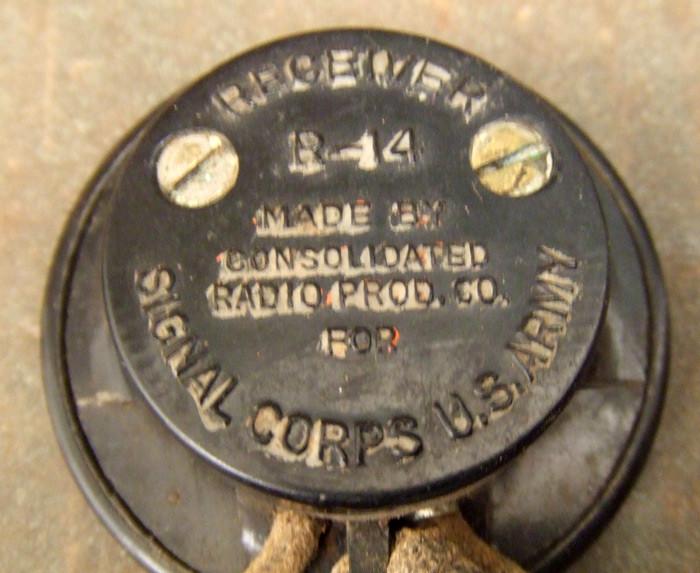 RECEIVER
R-14
MADE BY
CONSOLIDATED
RADIO PROD. CO.
FOR
SIGNAL CORPS U.S. ARMY